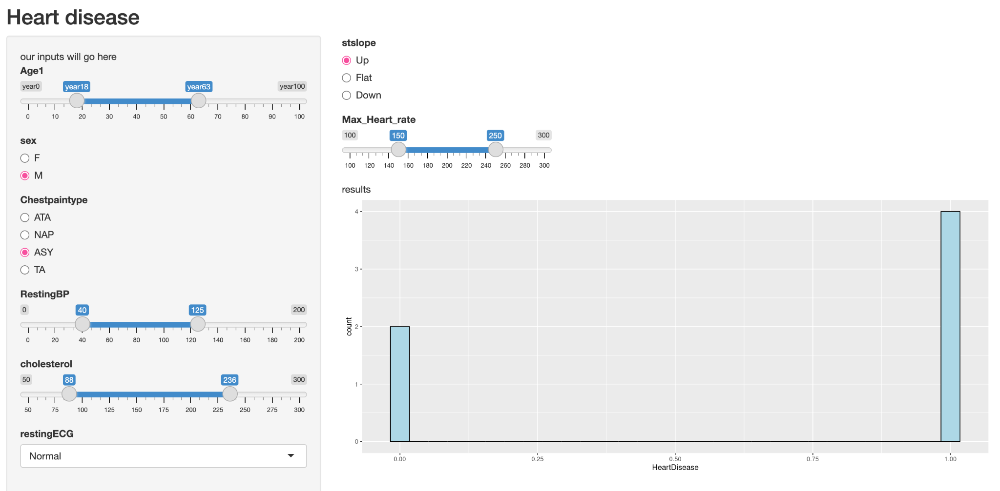 Heart disease
our inputs will go here
Age1
year0 year18 year63 year100
0 10 20 30 40 50 60 70 80 90 100
sex
F
M
Chestpaintype
ATA
NAP
ASY
TA
RestingBP
0 40 125 200
0 20 40 60 80 100 120 140 160 180 200
cholesterol
50 88 236 300
50 75 100 125 150 175 200 225 250 275 300
restingECG
Normal
stslope
Up
Flat
Down
Max_Heart_rate
100 150 250 300
100 120 140 160 180 200 220 240 260 280 300
results
4
3
2
1
0
count
0.00 0.25 0.50 0.75 1.00
HeartDisease